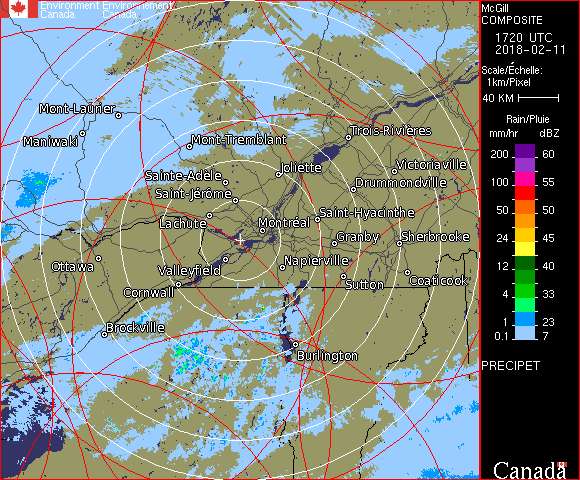 Environment Environnement
Canada Canada
McGill
COMPOSITE
1720 UTC
2018-02-11
Scale/Échelle:
1km/Pixel
40 KM
Rain/Pluie
mm/hr dBZ
200 60
150 57
100 55
50 50
24 45
12 40
4 33
1 23
0.1 7
PRECIPET
Canada
Mont-Laurier
Maniwaki
Mont-Tremblant
Trois-Rivières
Joliette
Victoriaville
Sainte-Adèle
Drummondville
Saint-Jérôme
Saint-Hyacinthe
Lachute
Montréal
Granby
Sherbrooke
Ottawa
Valleyfield
Napierville
Sutton
Coaticook
Cornwall
Brockville
Burlington